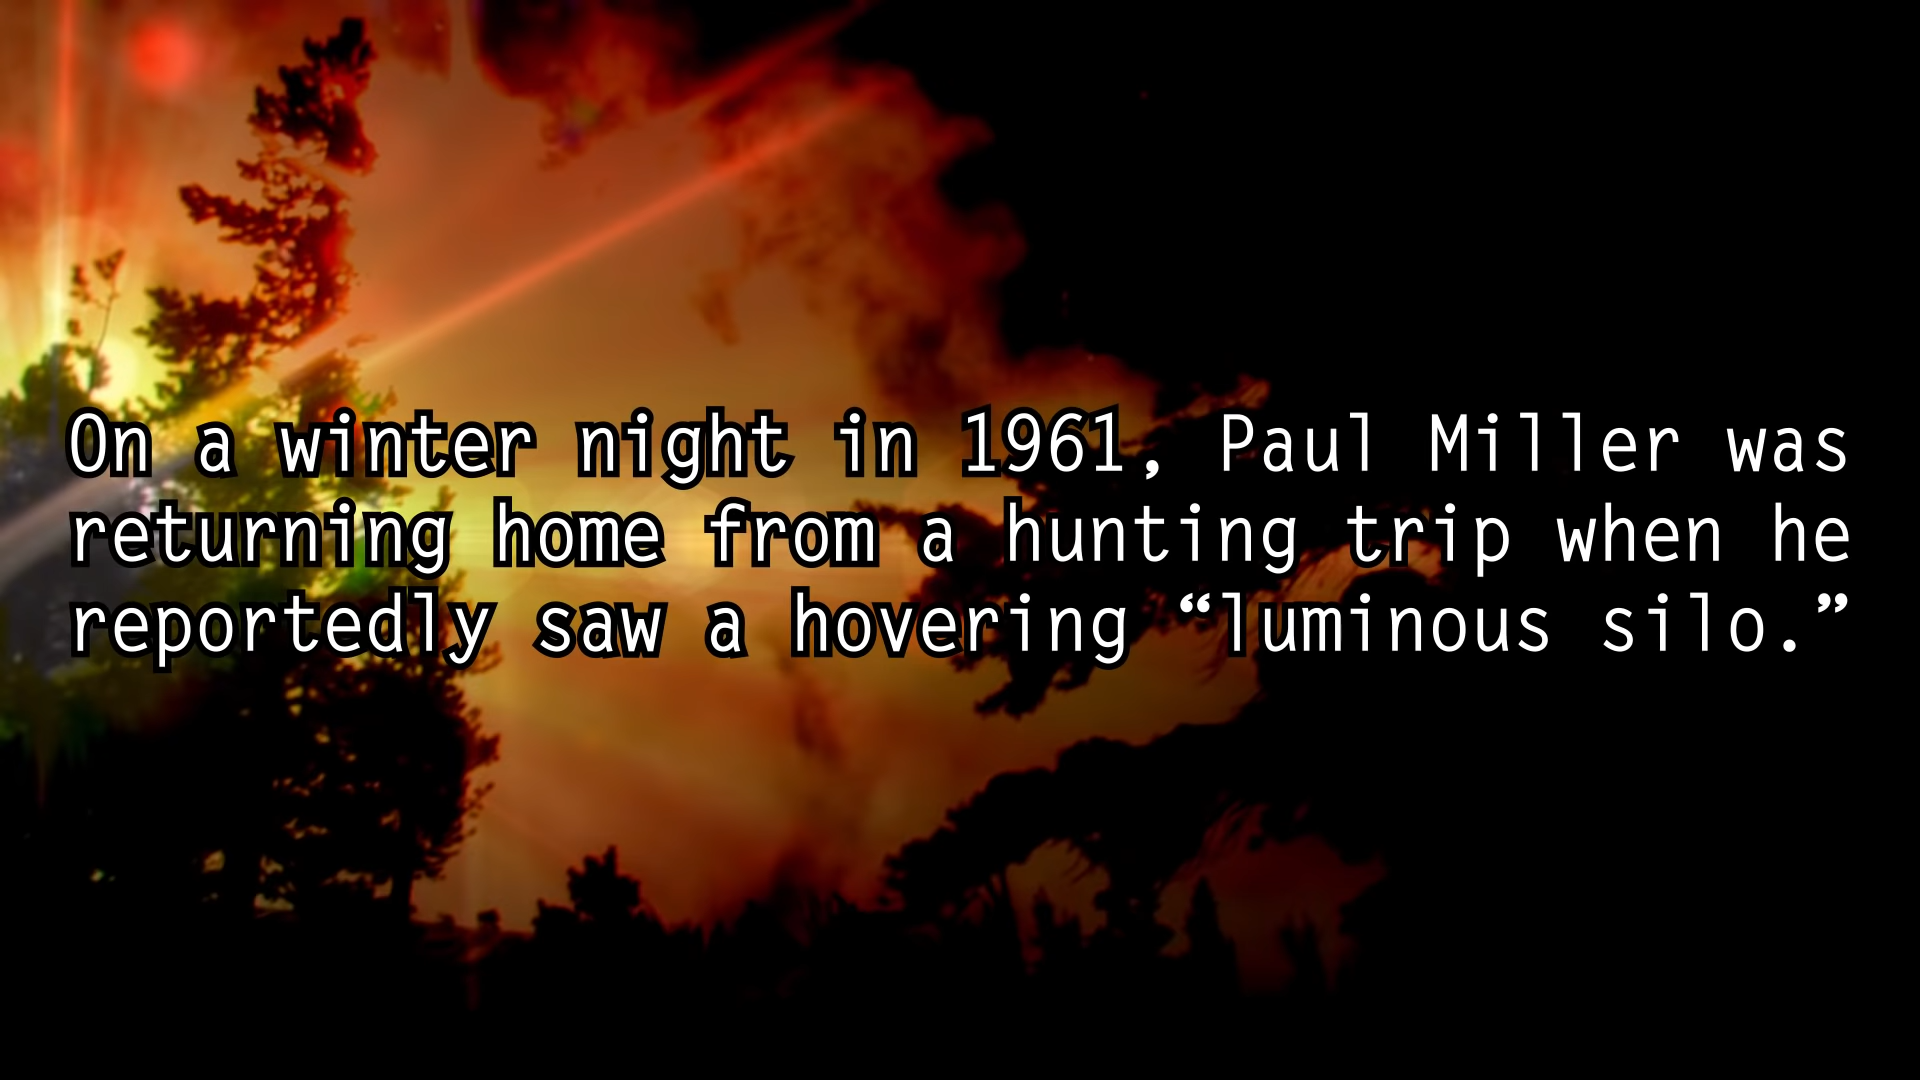 On a winter night in 1961, Paul Miller was
returning home from a hunting trip when he
reportedly saw a hovering “luminous silo.”